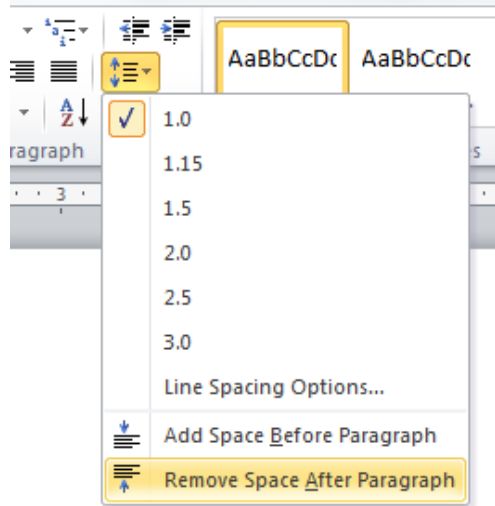 AaBbCcDc AaBbCcDc
ragraph
s
3
1.0
1.15
1.5
2.0
2.5
3.0
Line Spacing Options...
Add Space Before Paragraph
Remove Space After Paragraph